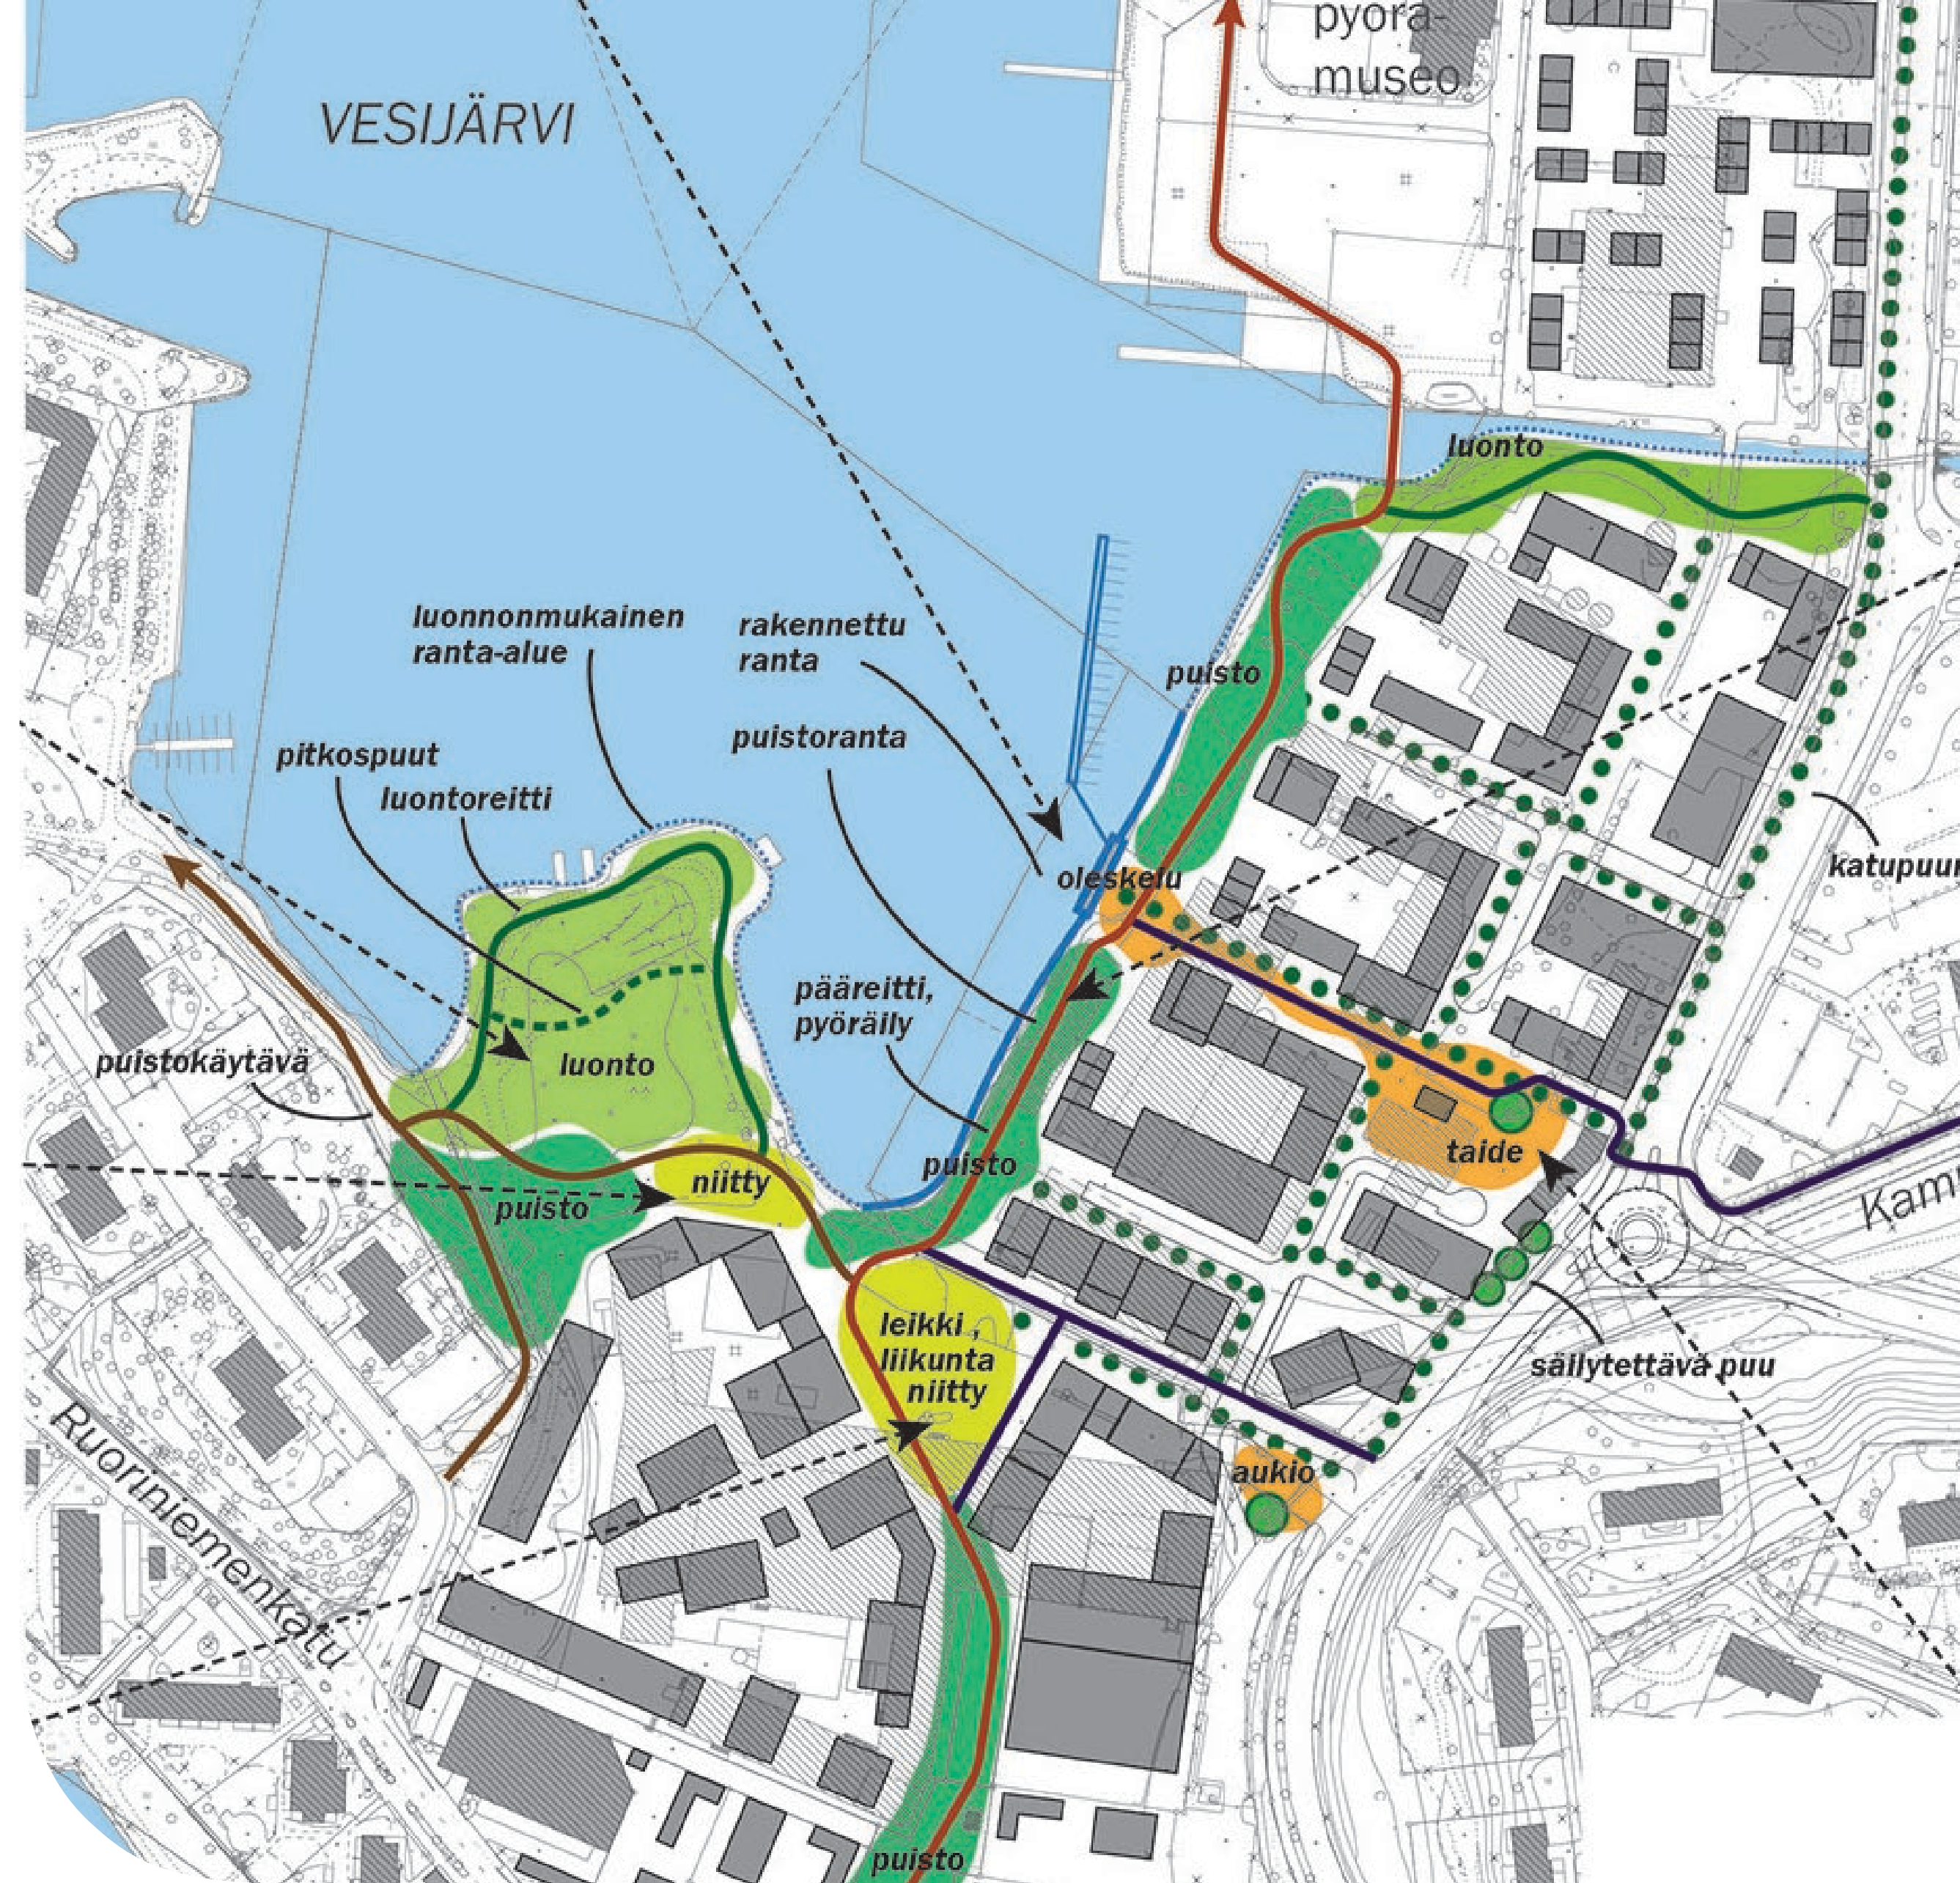 pyörä-
museo
VESIJÄRVI
luonto
luonnonmukainen
ranta-alue
rakennettu
ranta
puisto
puistoranta
pitkospuut
luontoreitti
oleskelu
pääreitti,
pyöräily
puistokäytävä
luonto
taide
puisto
niitty
puisto
leikki ,
liikunta
niitty
säilytettävä puu
aukio
Ruoriniemenkatu
puisto